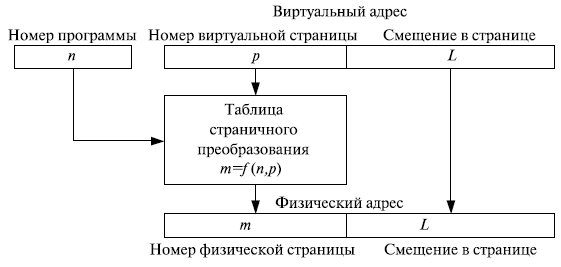 Виртуальный адрес
Номер программы Номер виртуальной страницы Смещение в странице
n p L
Таблица
страничного
преобразования
m=f (n,p)
Физический адрес
m L
Номер физической страницы Смещение в странице